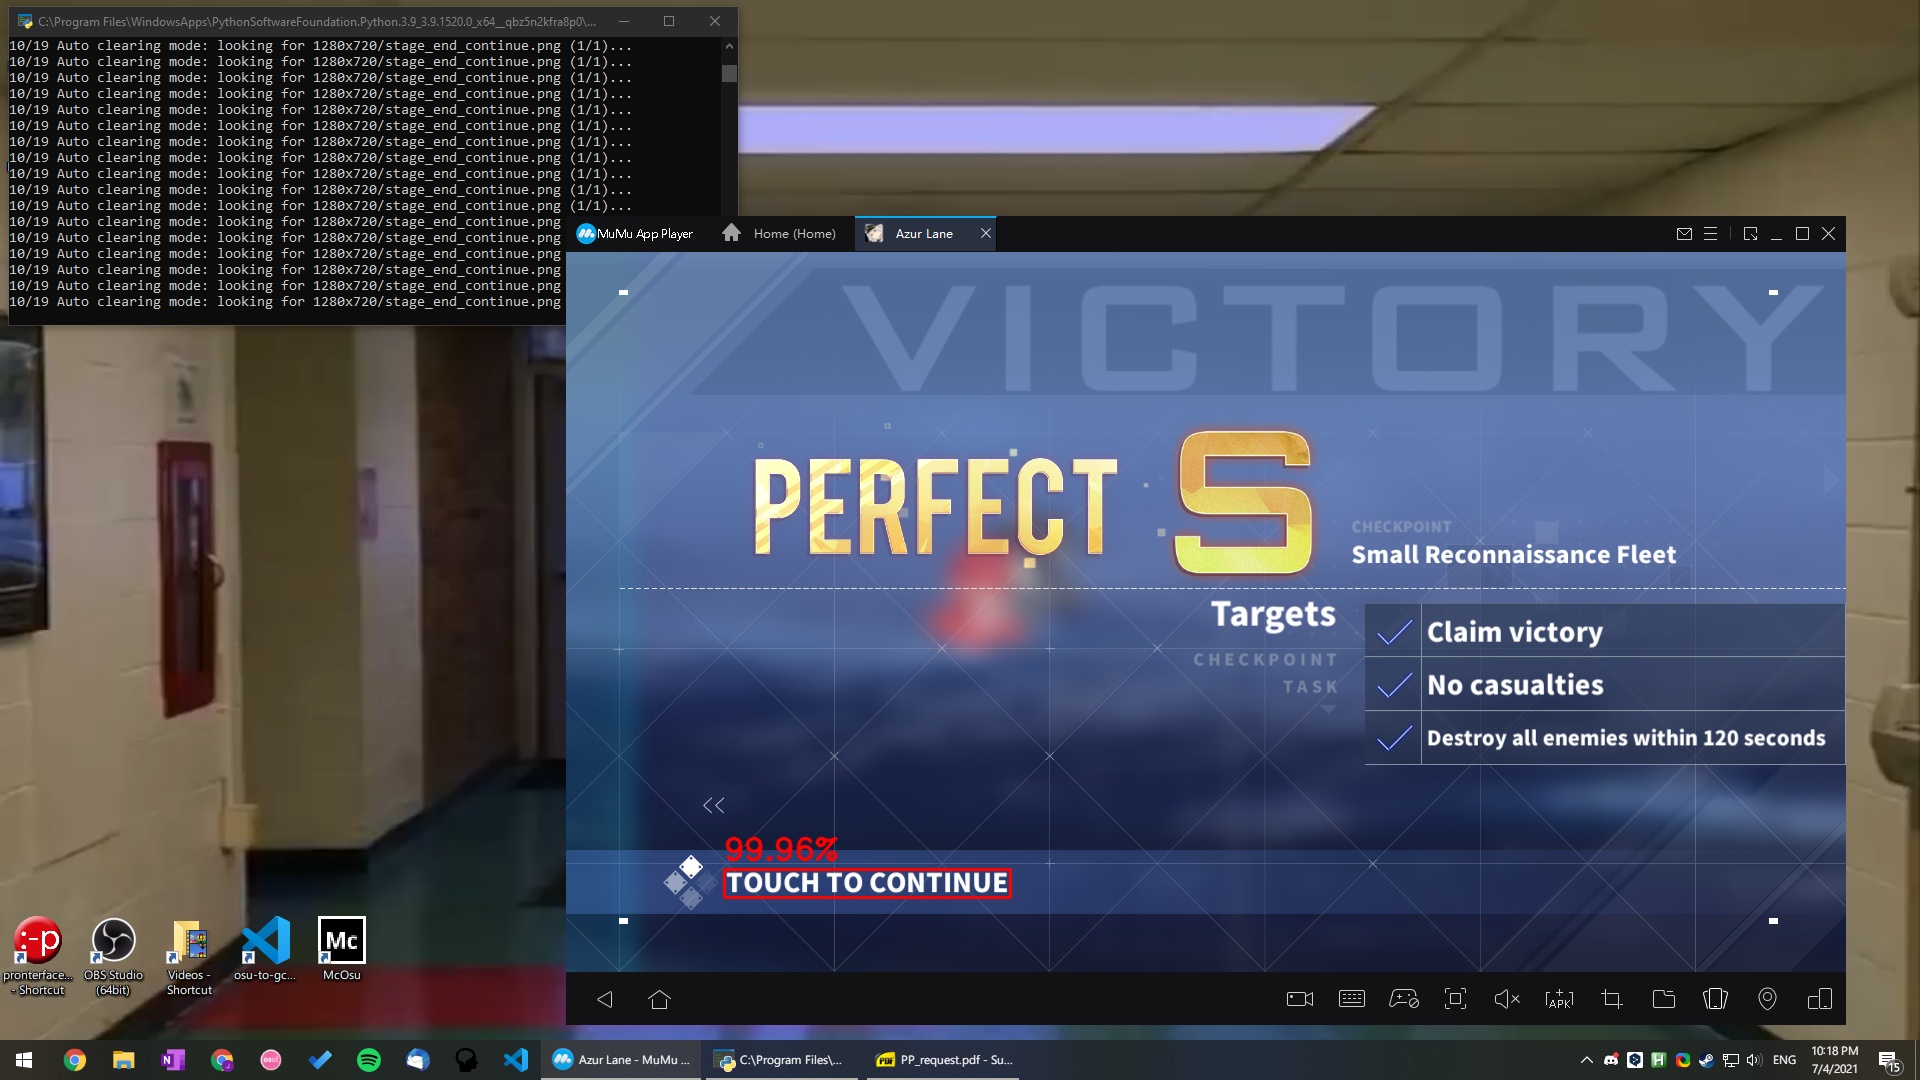 C:\Program Files\WindowsApps\PythonSoftwareFoundation.Python.3.9_3.9.1520.0_x64__qbz5n2kfra8p0\...
10/19 Auto clearing mode: looking for 1280x720/stage_end_continue.png (1/1)...
10/19 Auto clearing mode: looking for 1280x720/stage_end_continue.png (1/1)...
10/19 Auto clearing mode: looking for 1280x720/stage_end_continue.png (1/1)...
10/19 Auto clearing mode: looking for 1280x720/stage_end_continue.png (1/1)...
10/19 Auto clearing mode: looking for 1280x720/stage_end_continue.png (1/1)...
10/19 Auto clearing mode: looking for 1280x720/stage_end_continue.png (1/1)...
10/19 Auto clearing mode: looking for 1280x720/stage_end_continue.png (1/1)...
10/19 Auto clearing mode: looking for 1280x720/stage_end_continue.png (1/1)...
10/19 Auto clearing mode: looking for 1280x720/stage_end_continue.png (1/1)...
10/19 Auto clearing mode: looking for 1280x720/stage_end_continue.png (1/1)...
10/19 Auto clearing mode: looking for 1280x720/stage_end_continue.png (1/1)...
10/19 Auto clearing mode: looking for 1280x720/stage_end_continue.png
10/19 Auto clearing mode: looking for 1280x720/stage_end_continue.png
10/19 Auto clearing mode: looking for 1280x720/stage_end_continue.png
10/19 Auto clearing mode: looking for 1280x720/stage_end_continue.png
10/19 Auto clearing mode: looking for 1280x720/stage_end_continue.png
10/19 Auto clearing mode: looking for 1280x720/stage_end_continue.png
MuMu App Player
Home (Home)
Azur Lane
VICTORY
PERFECT S
CHECKPOINT
Small Reconnaissance Fleet
Targets
CHECKPOINT
TASK
Claim victory
No casualties
Destroy all enemies within 120 seconds
99.96%
TOUCH TO CONTINUE
APK
:-p
Mc
pronterface... - Shortcut
OBS Studio (64bit)
Videos - Shortcut
osu-to-gc...
McOsu
Azur Lane - MuMu ...
C:\Program Files\...
PDF
PP_request.pdf - Su...
ENG
10:18 PM
7/4/2021
15